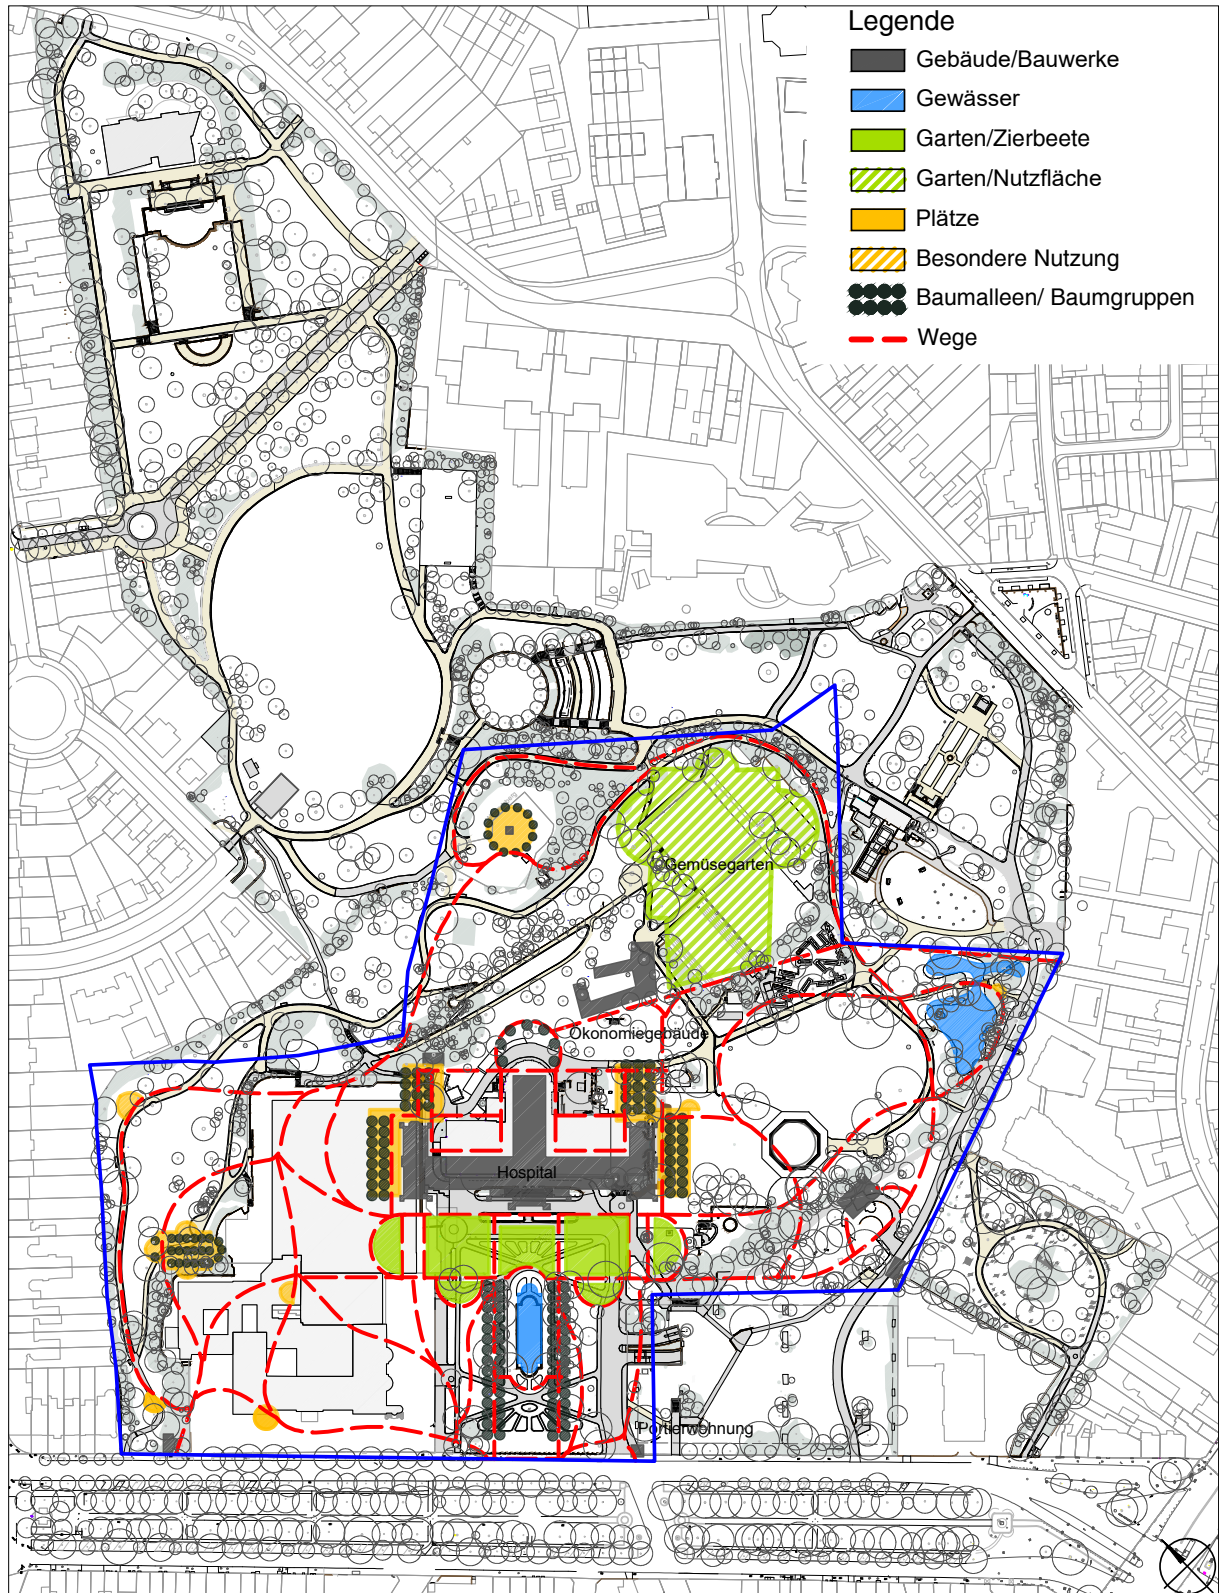 Legende
Gebäude/Bauwerke
Gewässer
Garten/Zierbeete
Garten/Nutzfläche
Plätze
Besondere Nutzung
Baumalleen/ Baumgruppen
Wege
Gemüsegarten
Ökonomiegebäude
Hospital
Portierwohnung